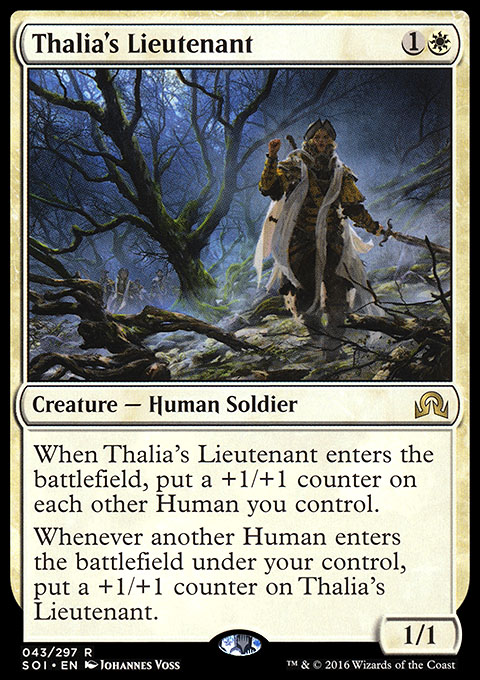 Thalia's Lieutenant 1
Creature — Human Soldier
When Thalia's Lieutenant enters the
battlefield, put a +1/+1 counter on
each other Human you control.
Whenever another Human enters
the battlefield under your control,
put a +1/+1 counter on Thalia's
Lieutenant.
1/1
043/297 R
SOI • EN Johannes Voss
™ & © 2016 Wizards of the Coast